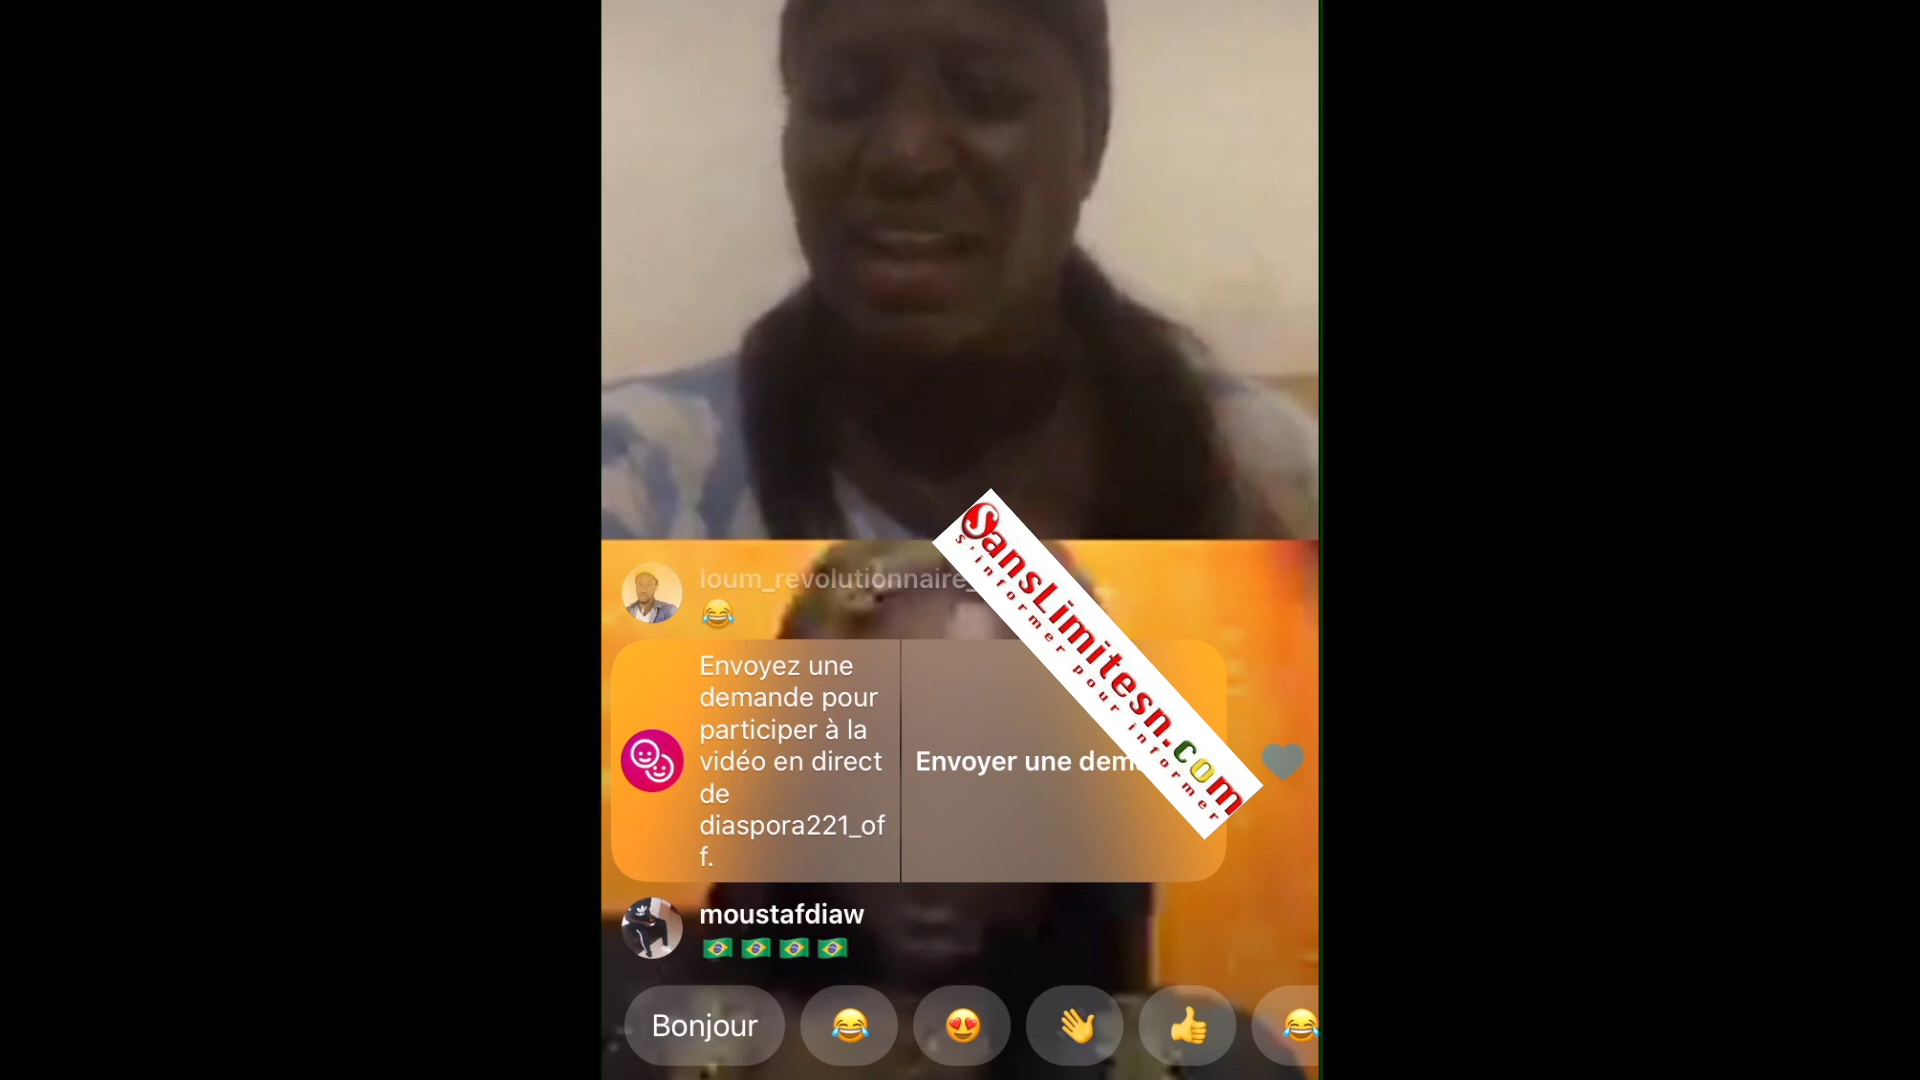 loum_revolutionnaire_
😂
Envoyez une
demande pour
participer à la
vidéo en direct
de
diaspora221_of
f.
Envoyer une dem
SansLimitesn.com
S'informer pour informer
moustafdiaw
🇧🇷 🇧🇷 🇧🇷 🇧🇷
Bonjour 😂 😍 👋 👍 😂